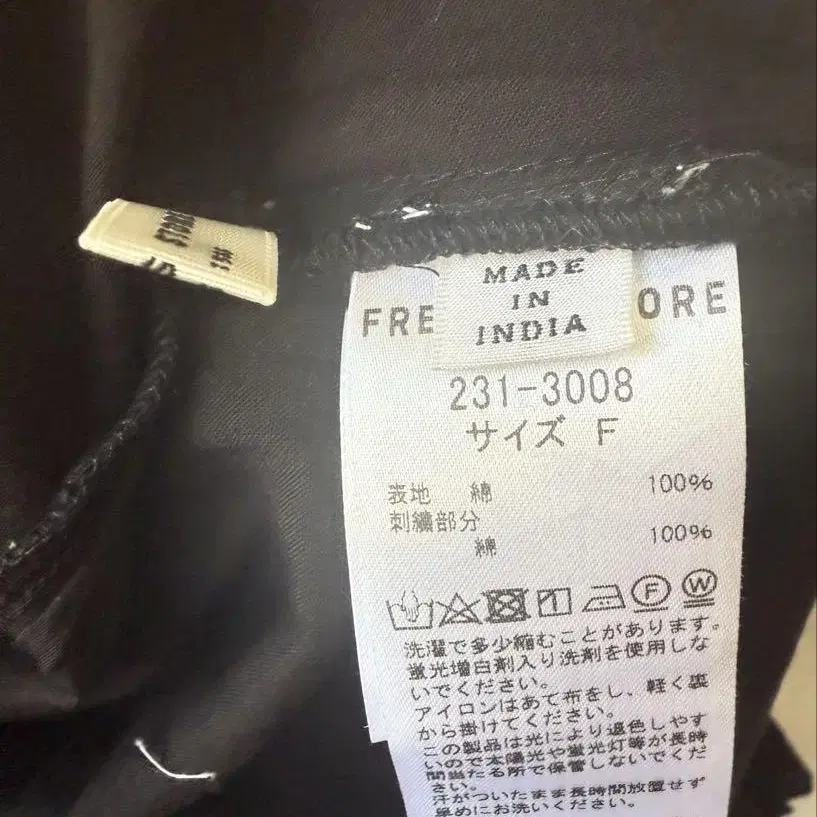 MADE
IN
INDIA
FRE ORE
231-3008
サイズ F
表地 綿 100%
刺繍部分
綿 100%
F W
洗濯で多少縮むことがあります。
蛍光増白剤入り洗剤を使用しな
いでください。
アイロンはあて布をし、軽く裏
から掛けてください。
この製品は光により退色しやす
いので太陽光や蛍光灯等が長時
間当たる所で保管しないでくだ
さい。
汗がついたまま長時間放置せず
早めにお洗いください。